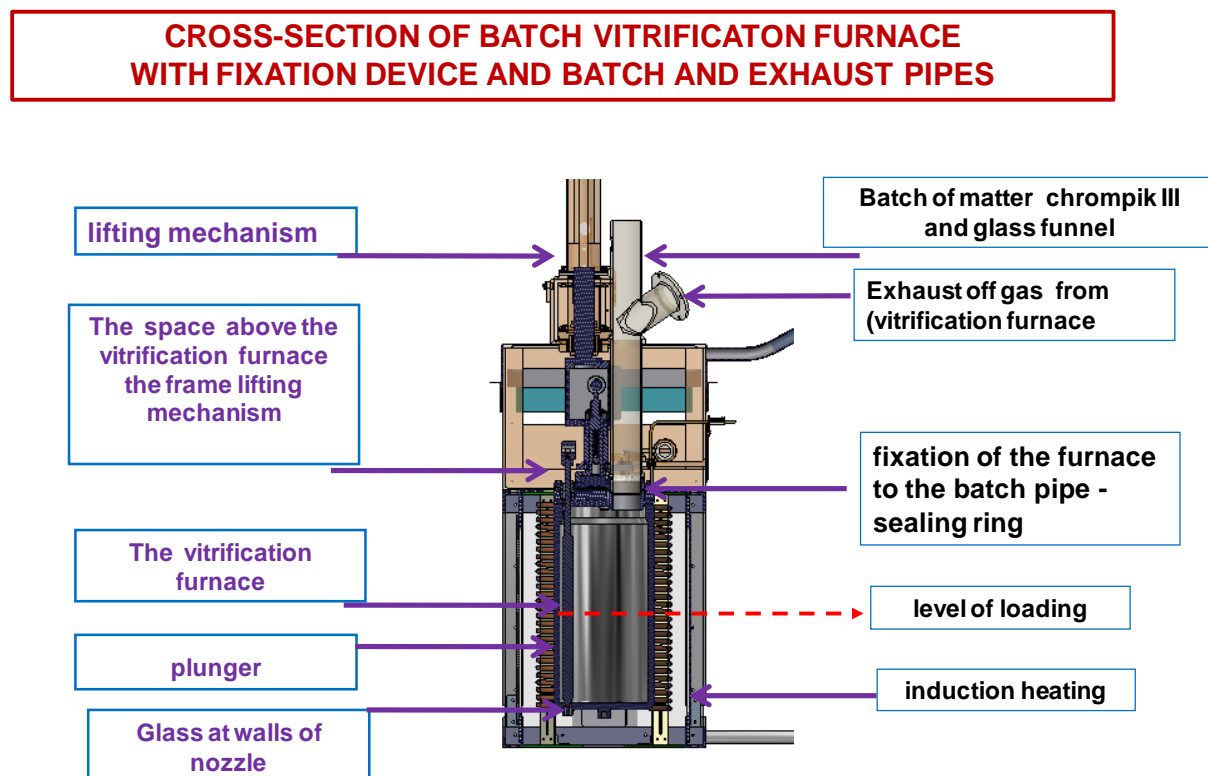 CROSS-SECTION OF BATCH VITRIFICATON FURNACE
WITH FIXATION DEVICE AND BATCH AND EXHAUST PIPES
lifting mechanism
The space above the
vitrification furnace
the frame lifting
mechanism
The vitrification
furnace
plunger
Glass at walls of
nozzle
Batch of matter chrompik III
and glass funnel
Exhaust off gas from
(vitrification furnace
fixation of the furnace
to the batch pipe -
sealing ring
level of loading
induction heating